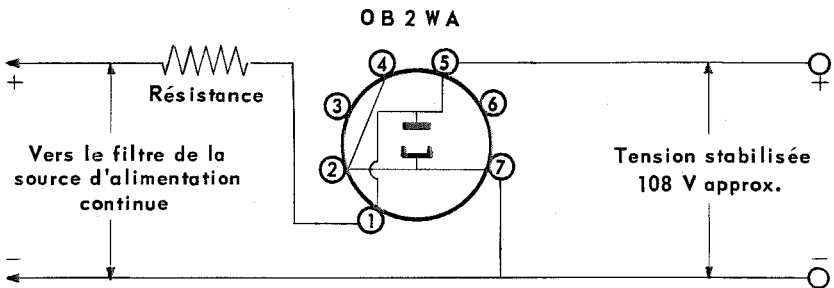 OB2WA
4
5
+
+
Résistance
3
6
Vers le filtre de la
source d'alimentation
continue
2
7
Tension stabilisée
108 V approx.
1
−
−